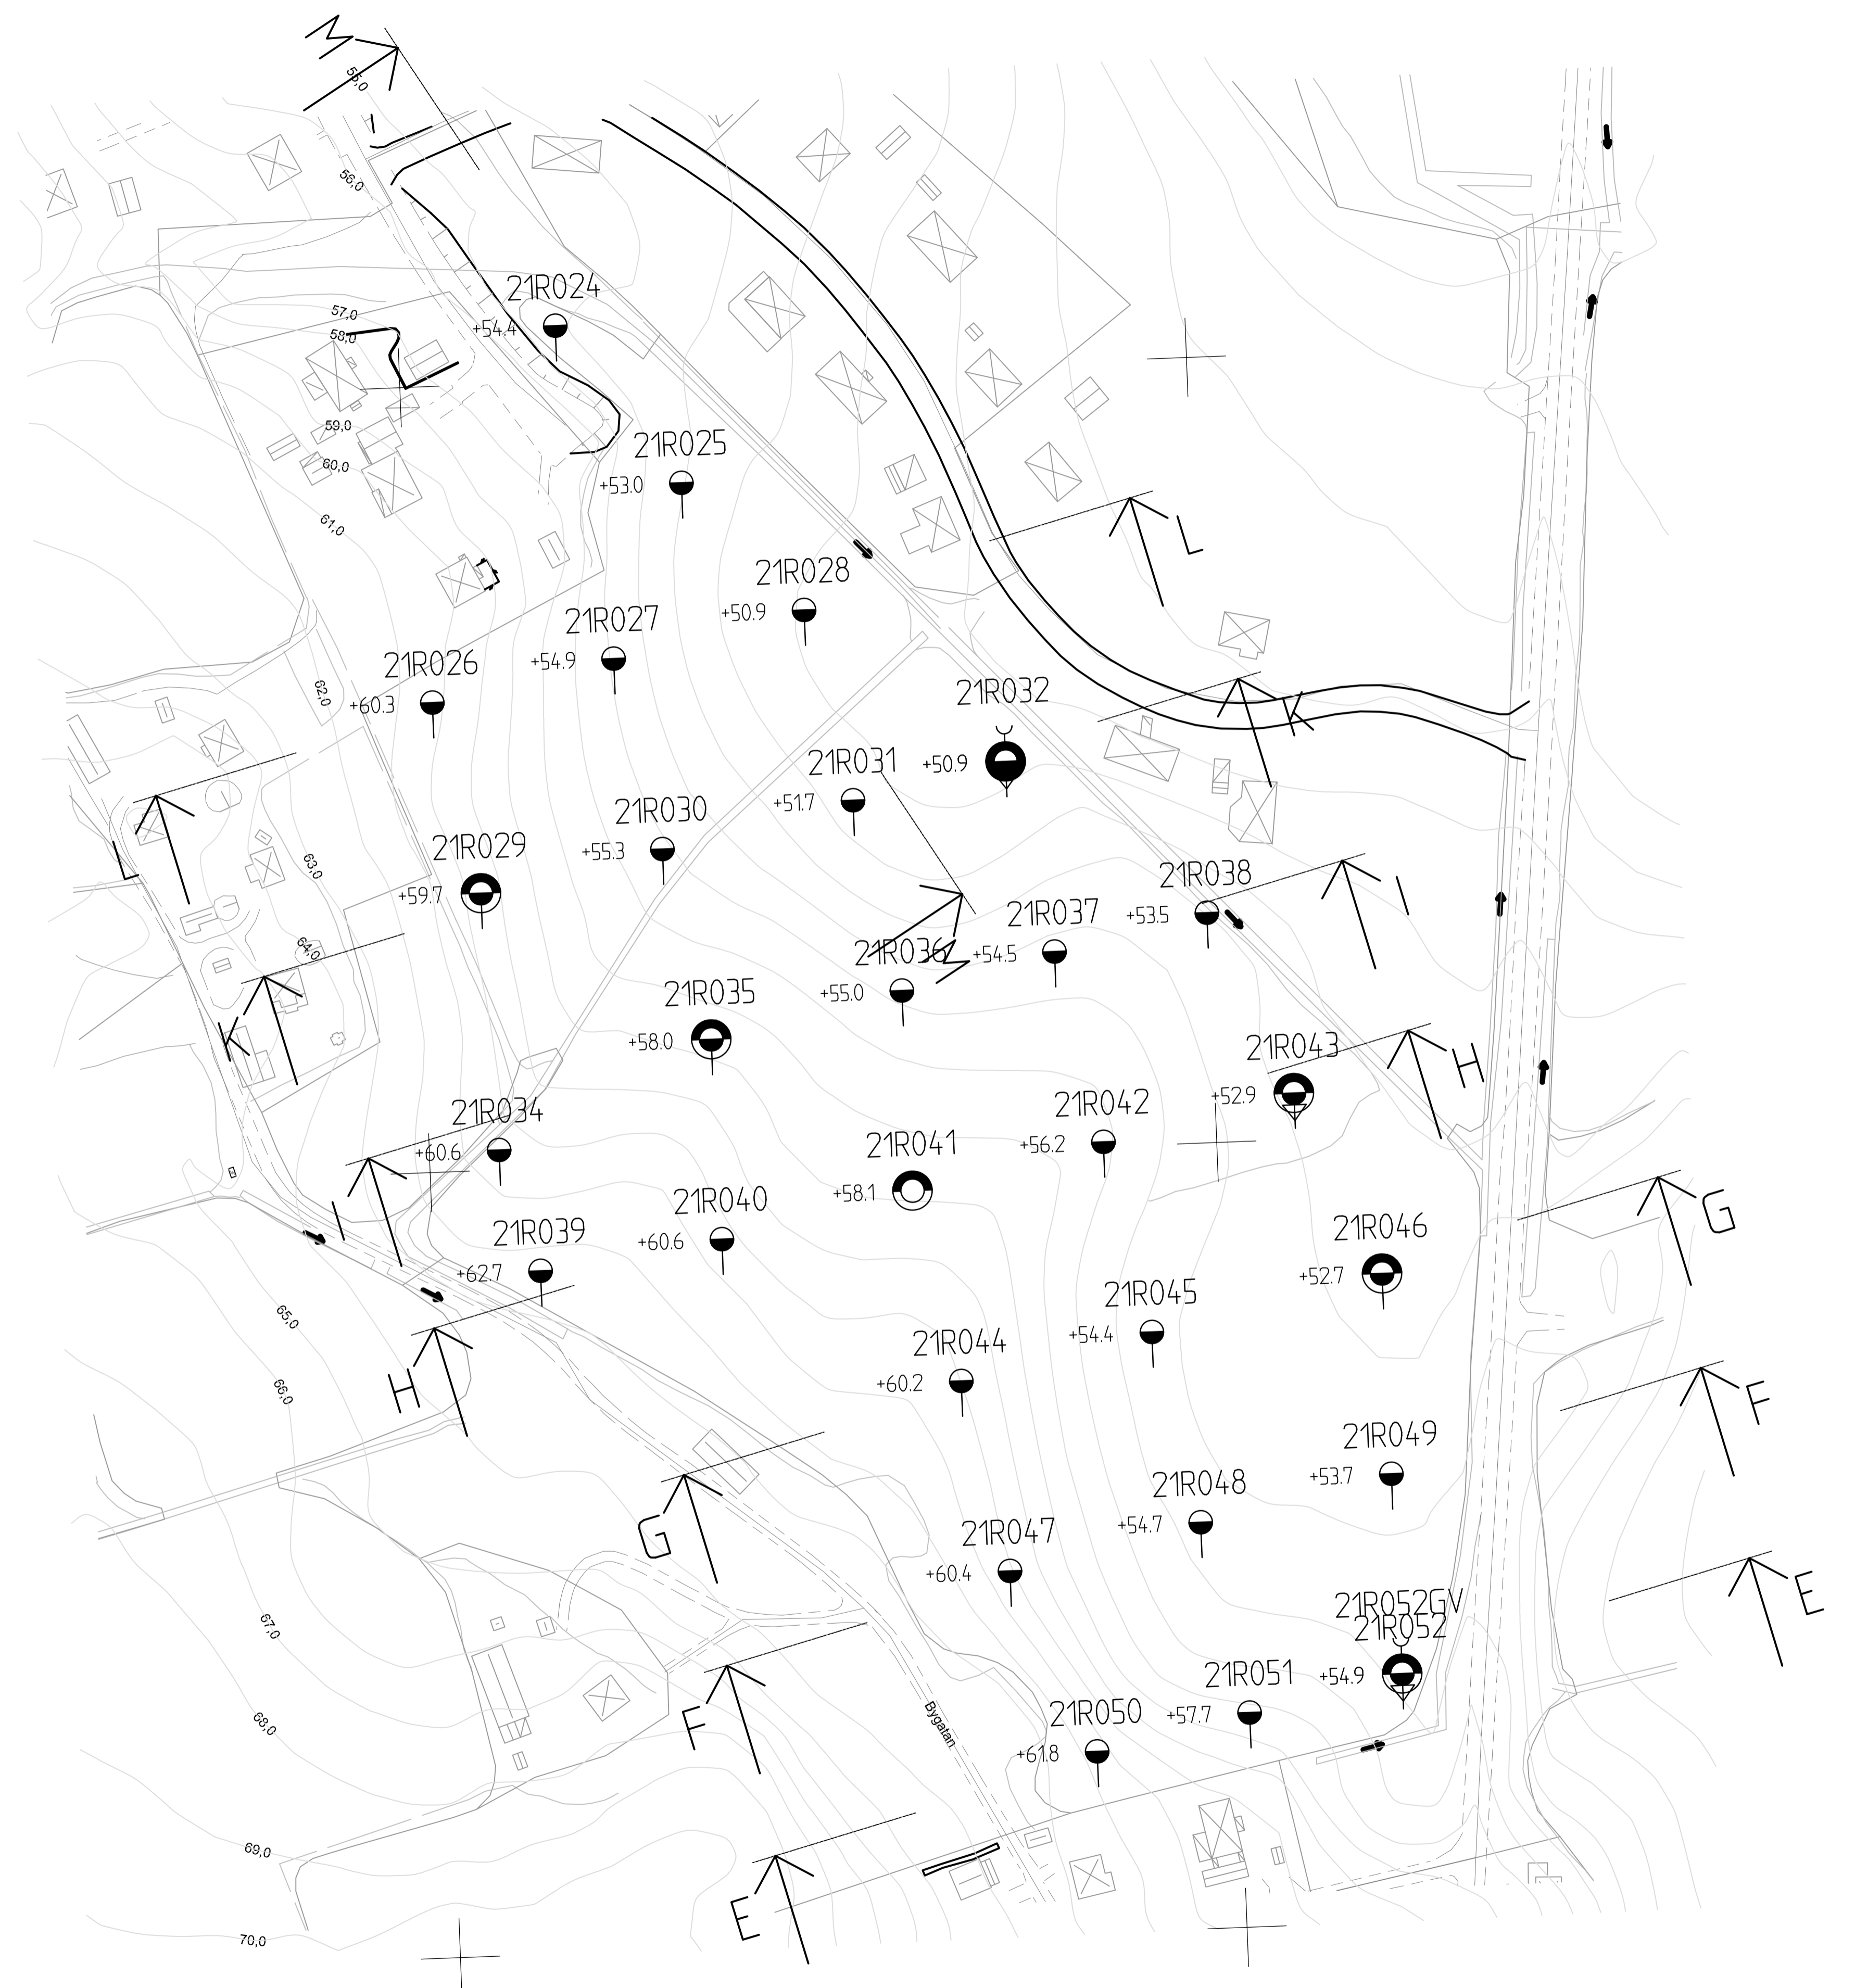 M
55,0
I
56,0
57,0
58,0
21R024
+54.4
59,0
60,0
61,0
21R025
+53.0
L
21R028
+50.9
21R027
+54.9
21R026
+60.3
62,0
21R032
+50.9
K
21R031
+51.7
21R030
+55.3
21R029
+59.7
L
63,0
21R038
+53.5
I
21R037
+54.5
21R036
+55.0
M
64,0
K
21R035
+58.0
21R043
+52.9
H
21R034
+60.6
21R042
+56.2
21R041
+58.1
21R040
+60.6
I
21R039
+62.7
G
21R046
+52.7
65,0
21R045
+54.4
21R044
+60.2
66,0
H
F
21R049
+53.7
21R048
+54.7
21R047
+60.4
G
E
67,0
21R052GV
21R052
+54.9
21R051
+57.7
21R050
+61.8
Bygatan
F
68,0
69,0
E
70,0